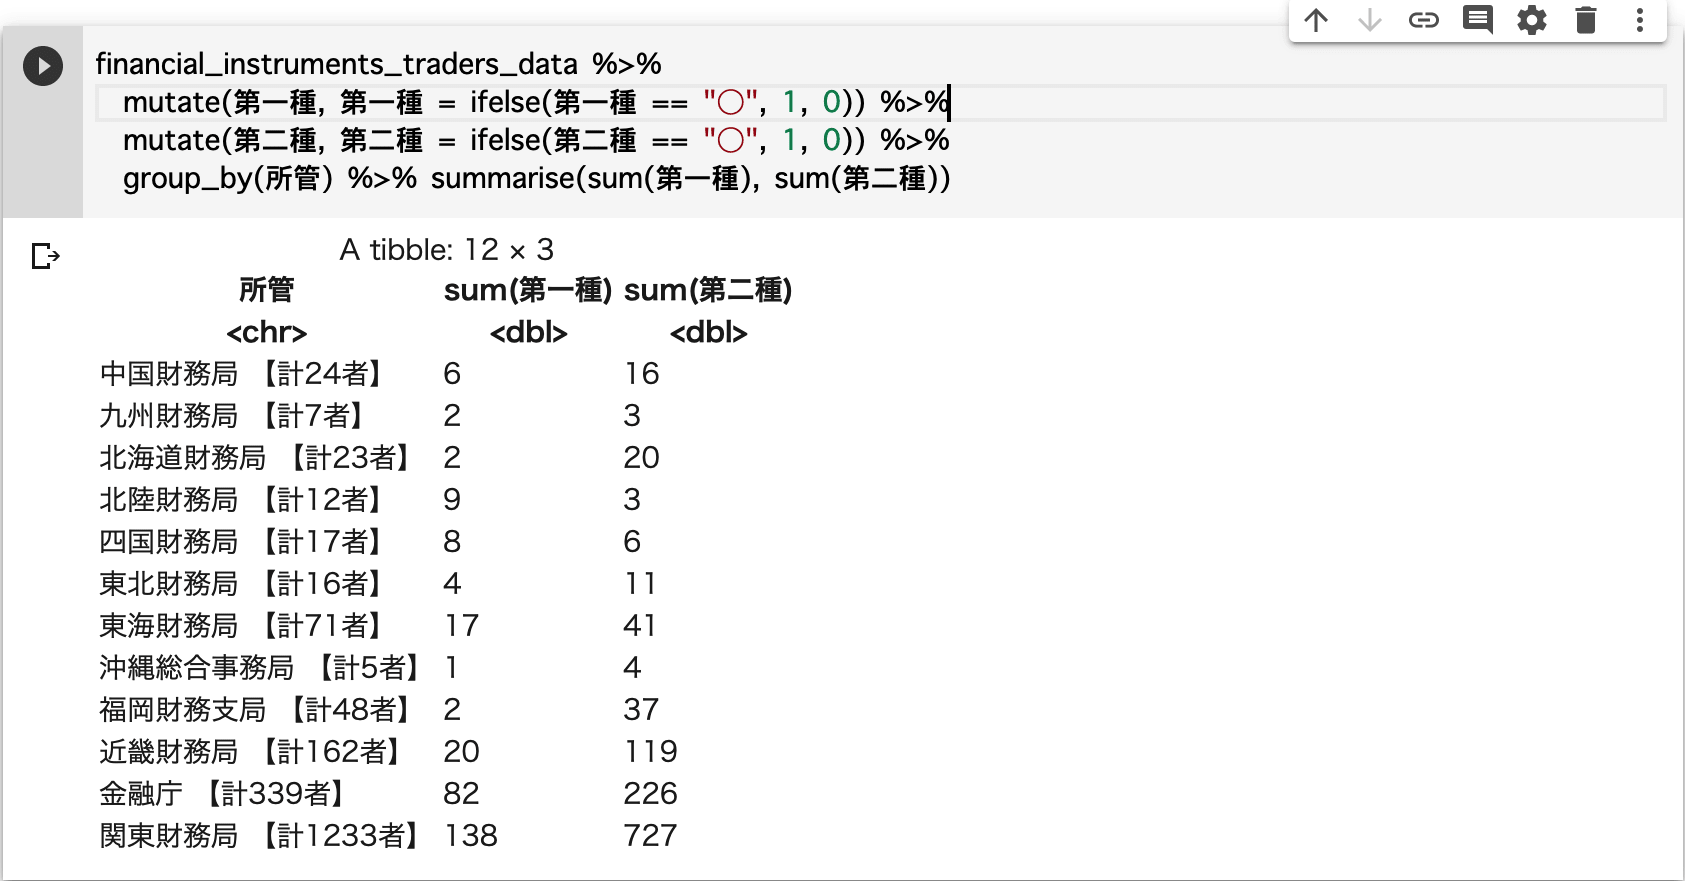 financial_instruments_traders_data %>%
mutate(第一種, 第一種 = ifelse(第一種 == "〇", 1, 0)) %>%
mutate(第二種, 第二種 = ifelse(第二種 == "〇", 1, 0)) %>%
group_by(所管) %>% summarise(sum(第一種), sum(第二種))
A tibble: 12 × 3
所管 sum(第一種) sum(第二種)
<chr> <dbl> <dbl>
中国財務局 【計24者】 6 16
九州財務局 【計7者】 2 3
北海道財務局 【計23者】 2 20
北陸財務局 【計12者】 9 3
四国財務局 【計17者】 8 6
東北財務局 【計16者】 4 11
東海財務局 【計71者】 17 41
沖縄総合事務局 【計5者】 1 4
福岡財務支局 【計48者】 2 37
近畿財務局 【計162者】 20 119
金融庁 【計339者】 82 226
関東財務局 【計1233者】 138 727